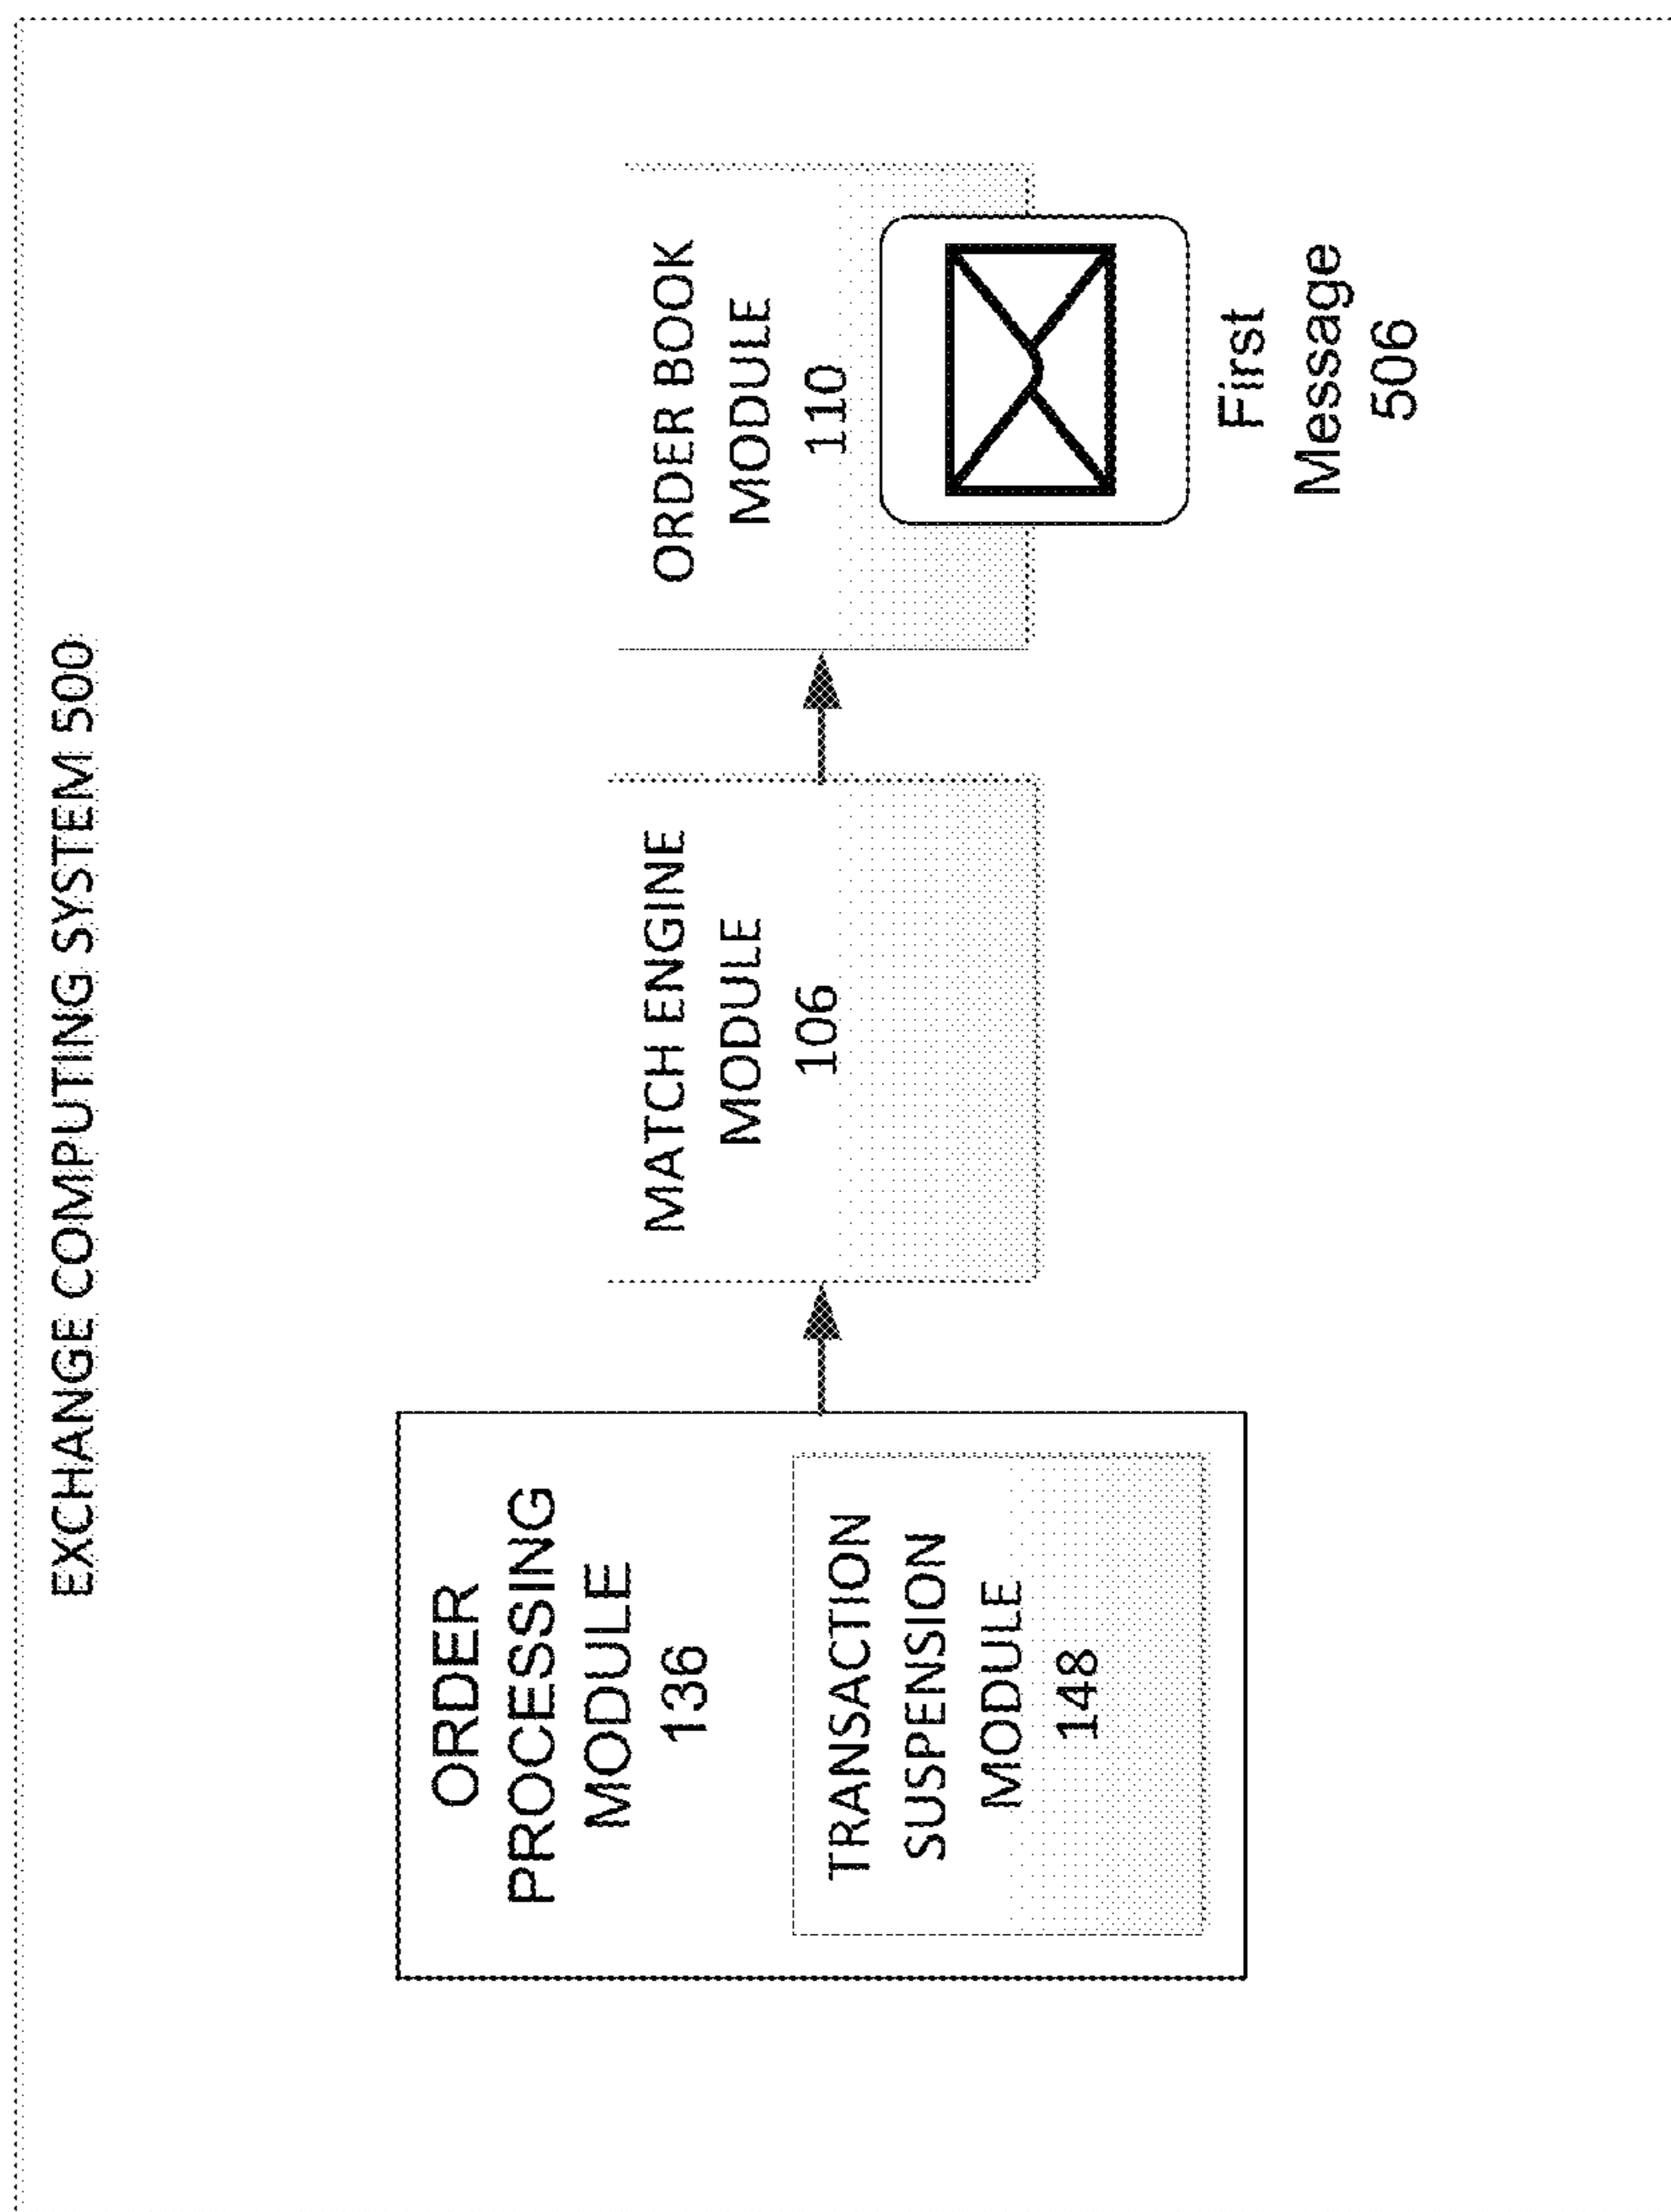 EXCHANGE COMPUTING SYSTEM 500
ORDER
PROCESSING
MODULE
136
TRANSACTION
SUSPENSION
MODULE
148
MATCH ENGINE
MODULE
106
ORDER BOOK
MODULE
110
First
Message
506